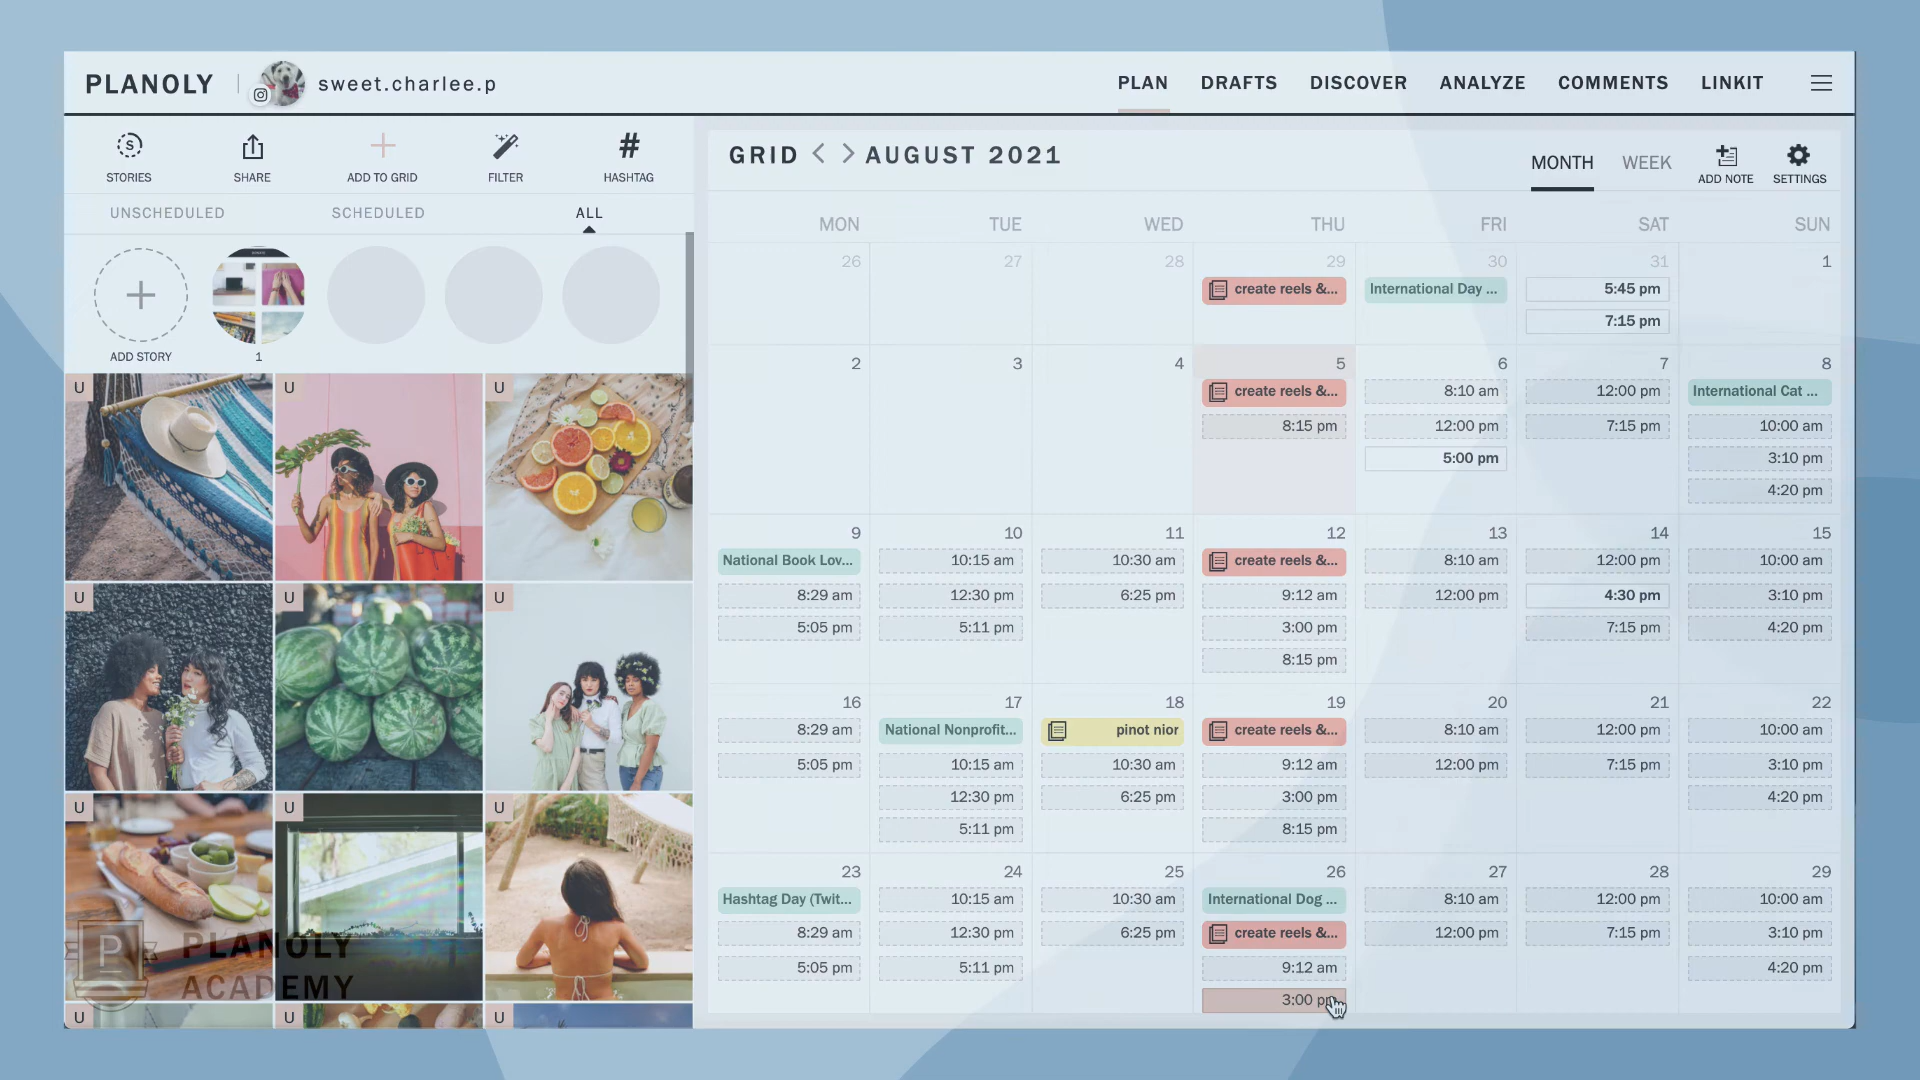 PLANOLY
sweet.charlee.p
PLAN
DRAFTS
DISCOVER
ANALYZE
COMMENTS
LINKIT
S
STORIES
SHARE
ADD TO GRID
FILTER
#
HASHTAG
UNSCHEDULED
SCHEDULED
ALL
ADD STORY
1
U
U
U
U
U
U
U
U
U
U
U
U
P
PLANOLY
ACADEMY
GRID
AUGUST 2021
MONTH
WEEK
ADD NOTE
SETTINGS
MON TUE WED THU FRI SAT SUN
26
27
28
29
create reels &...
30
International Day ...
31
5:45 pm
7:15 pm
1
2
3
4
5
create reels &...
8:15 pm
6
8:10 am
12:00 pm
5:00 pm
7
12:00 pm
7:15 pm
8
International Cat ...
10:00 am
3:10 pm
4:20 pm
9
National Book Lov...
8:29 am
5:05 pm
10
10:15 am
12:30 pm
5:11 pm
11
10:30 am
6:25 pm
12
create reels &...
9:12 am
3:00 pm
8:15 pm
13
8:10 am
12:00 pm
14
12:00 pm
4:30 pm
7:15 pm
15
10:00 am
3:10 pm
4:20 pm
16
8:29 am
5:05 pm
17
National Nonprofit...
10:15 am
12:30 pm
5:11 pm
18
pinot nior
10:30 am
6:25 pm
19
create reels &...
9:12 am
3:00 pm
8:15 pm
20
8:10 am
12:00 pm
21
12:00 pm
7:15 pm
22
10:00 am
3:10 pm
4:20 pm
23
Hashtag Day (Twit...
8:29 am
5:05 pm
24
10:15 am
12:30 pm
5:11 pm
25
10:30 am
6:25 pm
26
International Dog ...
create reels &...
9:12 am
3:00 pm
27
8:10 am
12:00 pm
28
12:00 pm
7:15 pm
29
10:00 am
3:10 pm
4:20 pm